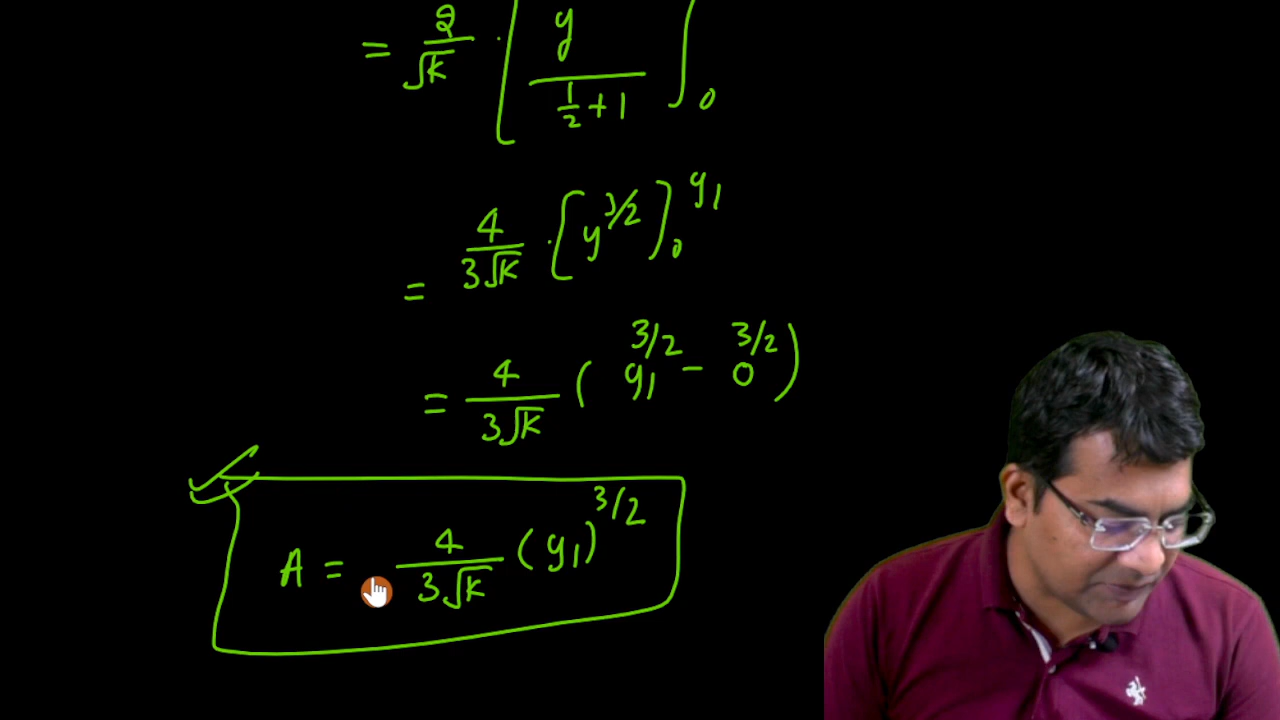 = 2/√k · [ y / (1/2 + 1) ]₀
= 4/(3√k) · [ y^(3/2) ]₀^(y₁)
= 4/(3√k) ( y₁^(3/2) - 0^(3/2) )
A = 4/(3√k) (y₁)^(3/2)